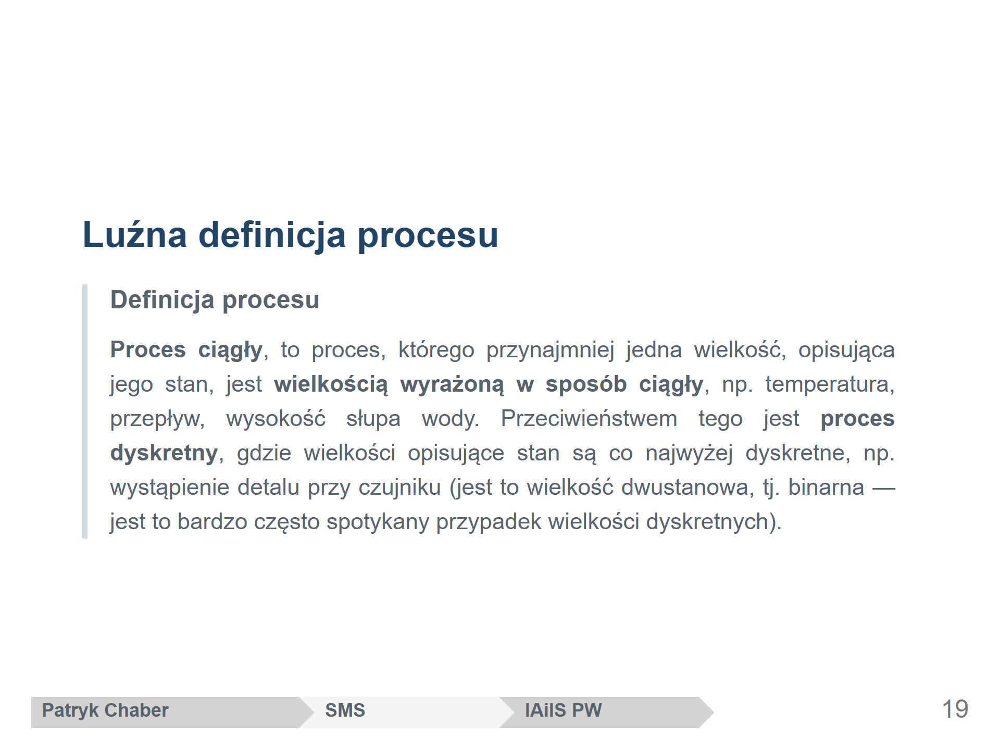 Luźna definicja procesu
Definicja procesu
Proces ciągły, to proces, którego przynajmniej jedna wielkość, opisująca
jego stan, jest wielkością wyrażoną w sposób ciągły, np. temperatura,
przepływ, wysokość słupa wody. Przeciwieństwem tego jest proces
dyskretny, gdzie wielkości opisujące stan są co najwyżej dyskretne, np.
wystąpienie detalu przy czujniku (jest to wielkość dwustanowa, tj. binarna —
jest to bardzo często spotykany przypadek wielkości dyskretnych).
Patryk Chaber
SMS
IAiIS PW
19